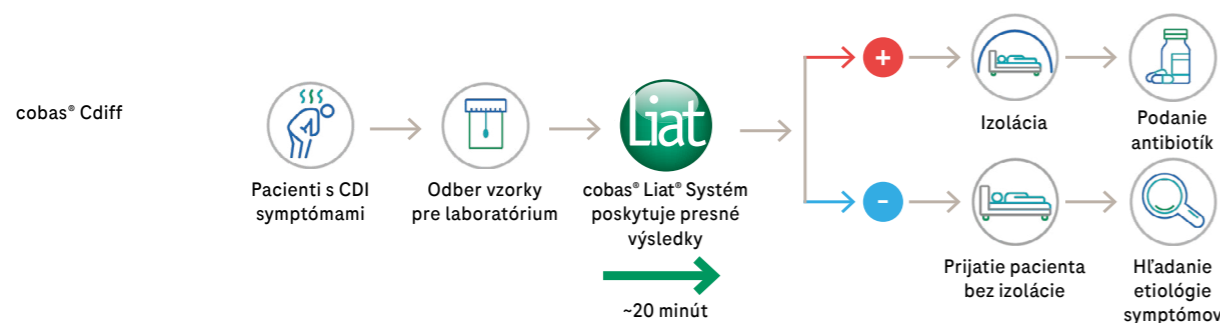 cobas® Cdiff
Pacienti s CDI
symptómami
Odber vzorky
pre laboratórium
Liat
cobas® Liat® Systém
poskytuje presné
výsledky
~20 minút
+
Izolácia
Podanie
antibiotík
-
Prijatie pacienta
bez izolácie
Hľadanie
etiológie
symptómov